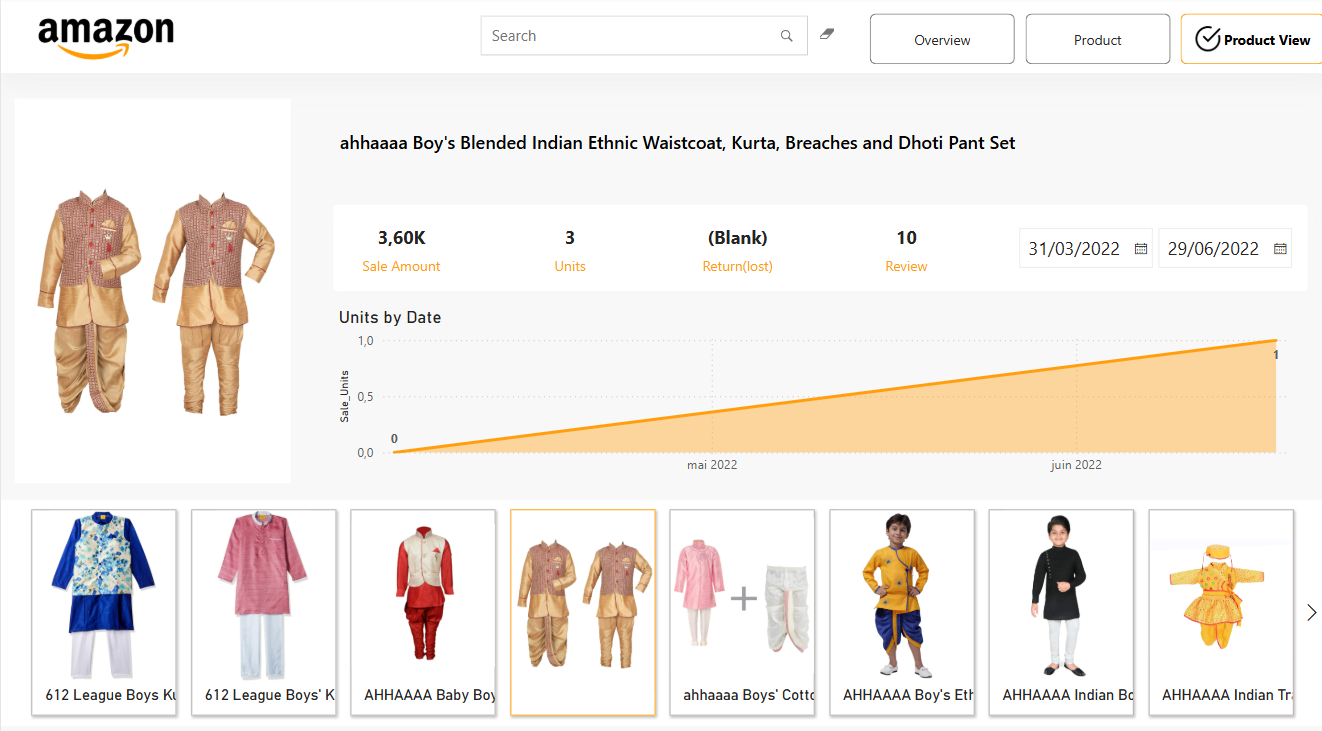 amazon
Search
Overview
Product
Product View
ahhaaaa Boy's Blended Indian Ethnic Waistcoat, Kurta, Breaches and Dhoti Pant Set
3,60K
Sale Amount
3
Units
(Blank)
Return(lost)
10
Review
31/03/2022
29/06/2022
Units by Date
Sale_Units
1,0
0,5
0,0
0
1
mai 2022
juin 2022
612 League Boys Ku
612 League Boys' K
AHHAAAA Baby Boy
ahhaaaa Boys' Cotto
AHHAAAA Boy's Eth
AHHAAAA Indian Bo
AHHAAAA Indian Tra